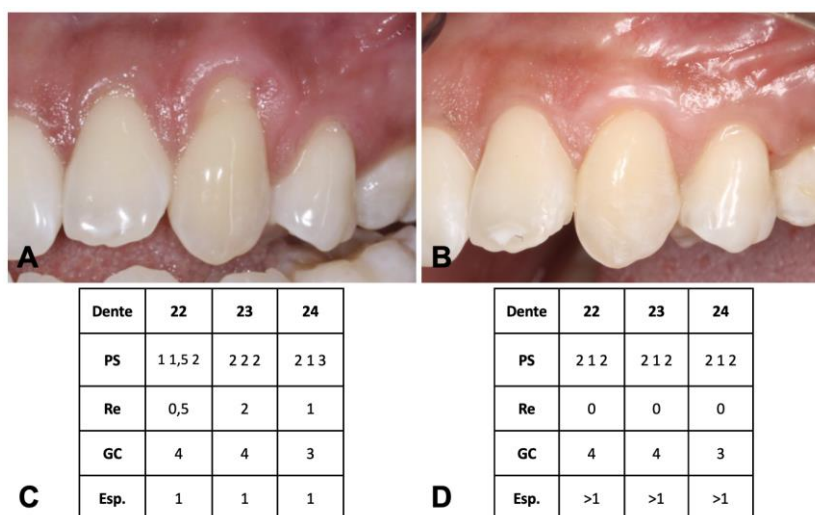 A
B
Dente 22 23 24
PS 1 1,5 2 2 2 2 2 1 3
Re 0,5 2 1
GC 4 4 3
Esp. 1 1 1
C
Dente 22 23 24
PS 2 1 2 2 1 2 2 1 2
Re 0 0 0
GC 4 4 3
Esp. >1 >1 >1
D